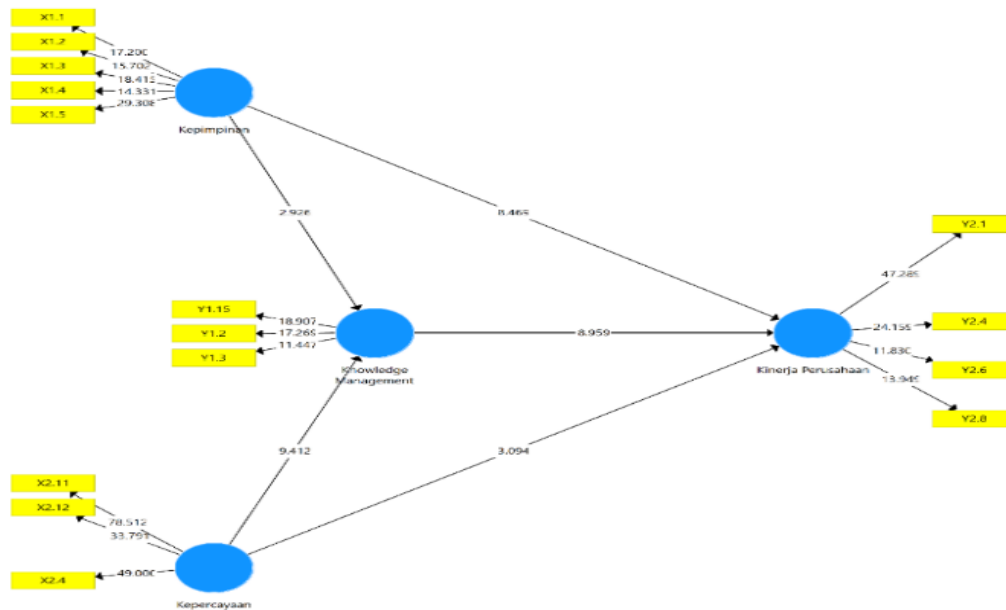 X1.1
X1.2
X1.3
X1.4
X1.5
17.200
15.702
18.415
14.331
29.308
Kepimpinan
2.926
8.469
Y1.15
Y1.2
Y1.3
18.907
17.269
11.447
Knowledge
Management
8.959
Kinerja Perusahaan
Y2.1
Y2.4
Y2.6
Y2.8
47.289
24.159
11.830
13.949
9.412
3.094
X2.11
X2.12
X2.4
78.512
33.791
49.000
Kepercayaan